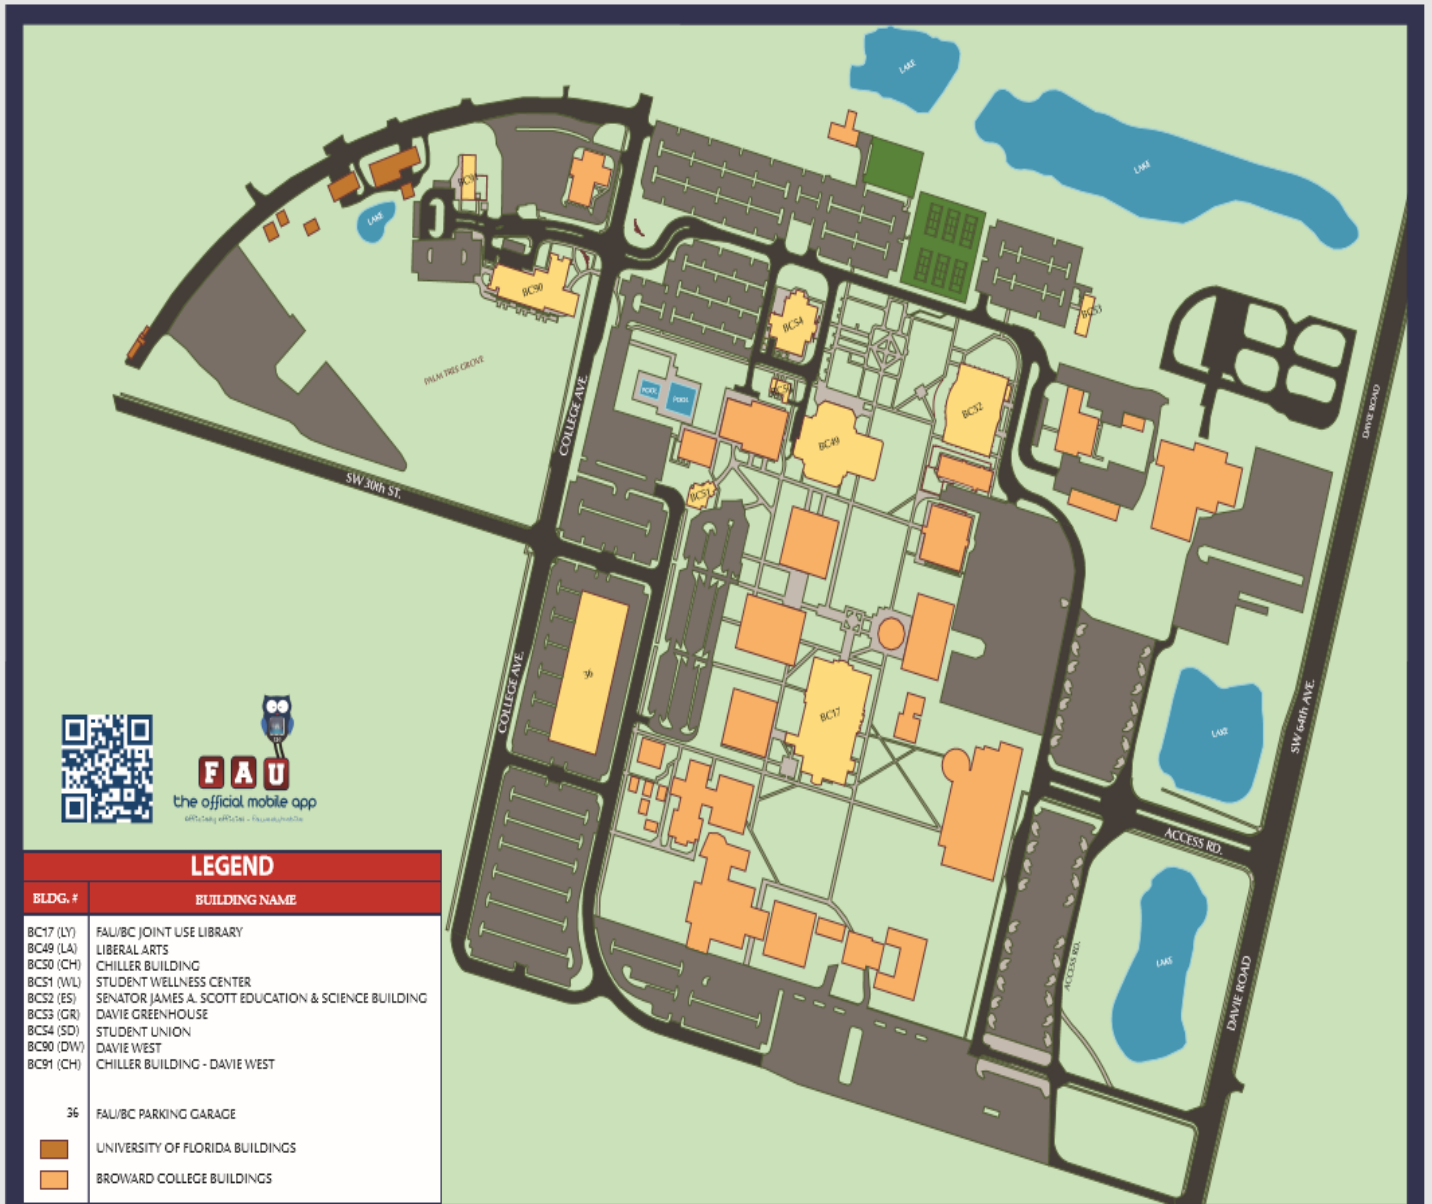 LAKE
LAKE
LAKE
BC91
BC90
BC53
BC54
PALM TREE GROVE
POOL
POOL
BC52
BC49
DAVIE ROAD
COLLEGE AVE.
SW 30th ST.
BC51
36
COLLEGE AVE.
BC17
SW 64th AVE.
LAKE
FAU
the official mobile app
ACCESS RD.
LAKE
ACCESS RD.
DAVIE ROAD
LEGEND
BLDG. # BUILDING NAME
BC17 (LY) FAU/BC JOINT USE LIBRARY
BC49 (LA) LIBERAL ARTS
BC50 (CH) CHILLER BUILDING
BC51 (WL) STUDENT WELLNESS CENTER
BC52 (ES) SENATOR JAMES A. SCOTT EDUCATION & SCIENCE BUILDING
BC53 (GR) DAVIE GREENHOUSE
BC54 (SD) STUDENT UNION
BC90 (DW) DAVIE WEST
BC91 (CH) CHILLER BUILDING - DAVIE WEST
36 FAU/BC PARKING GARAGE
UNIVERSITY OF FLORIDA BUILDINGS
BROWARD COLLEGE BUILDINGS